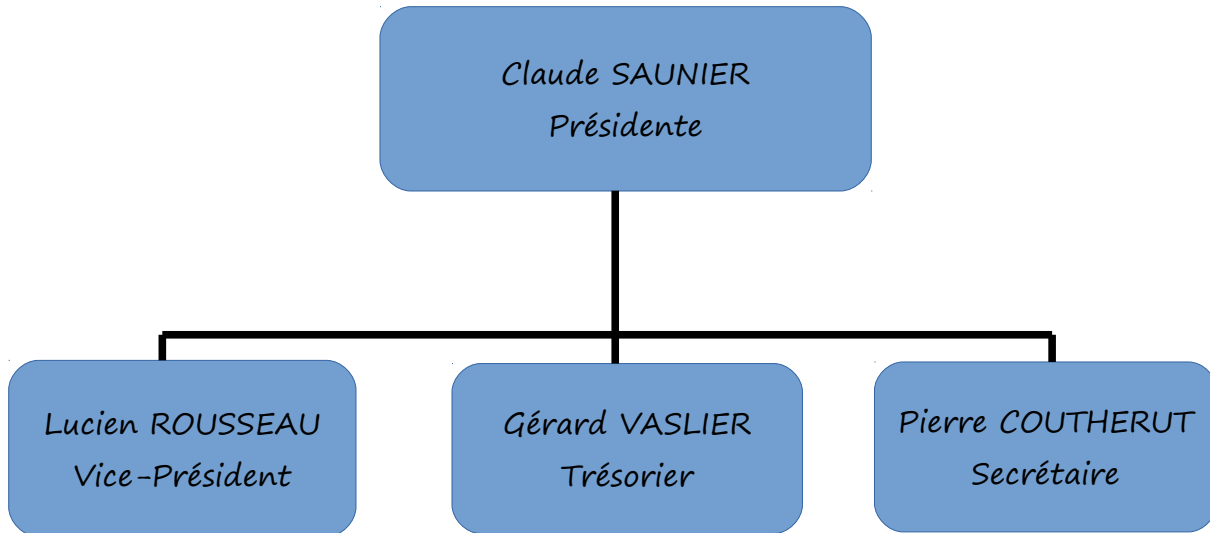 Claude SAUNIER
Présidente
Lucien ROUSSEAU
Vice-Président
Gérard VASLIER
Trésorier
Pierre COUTHERUT
Secrétaire